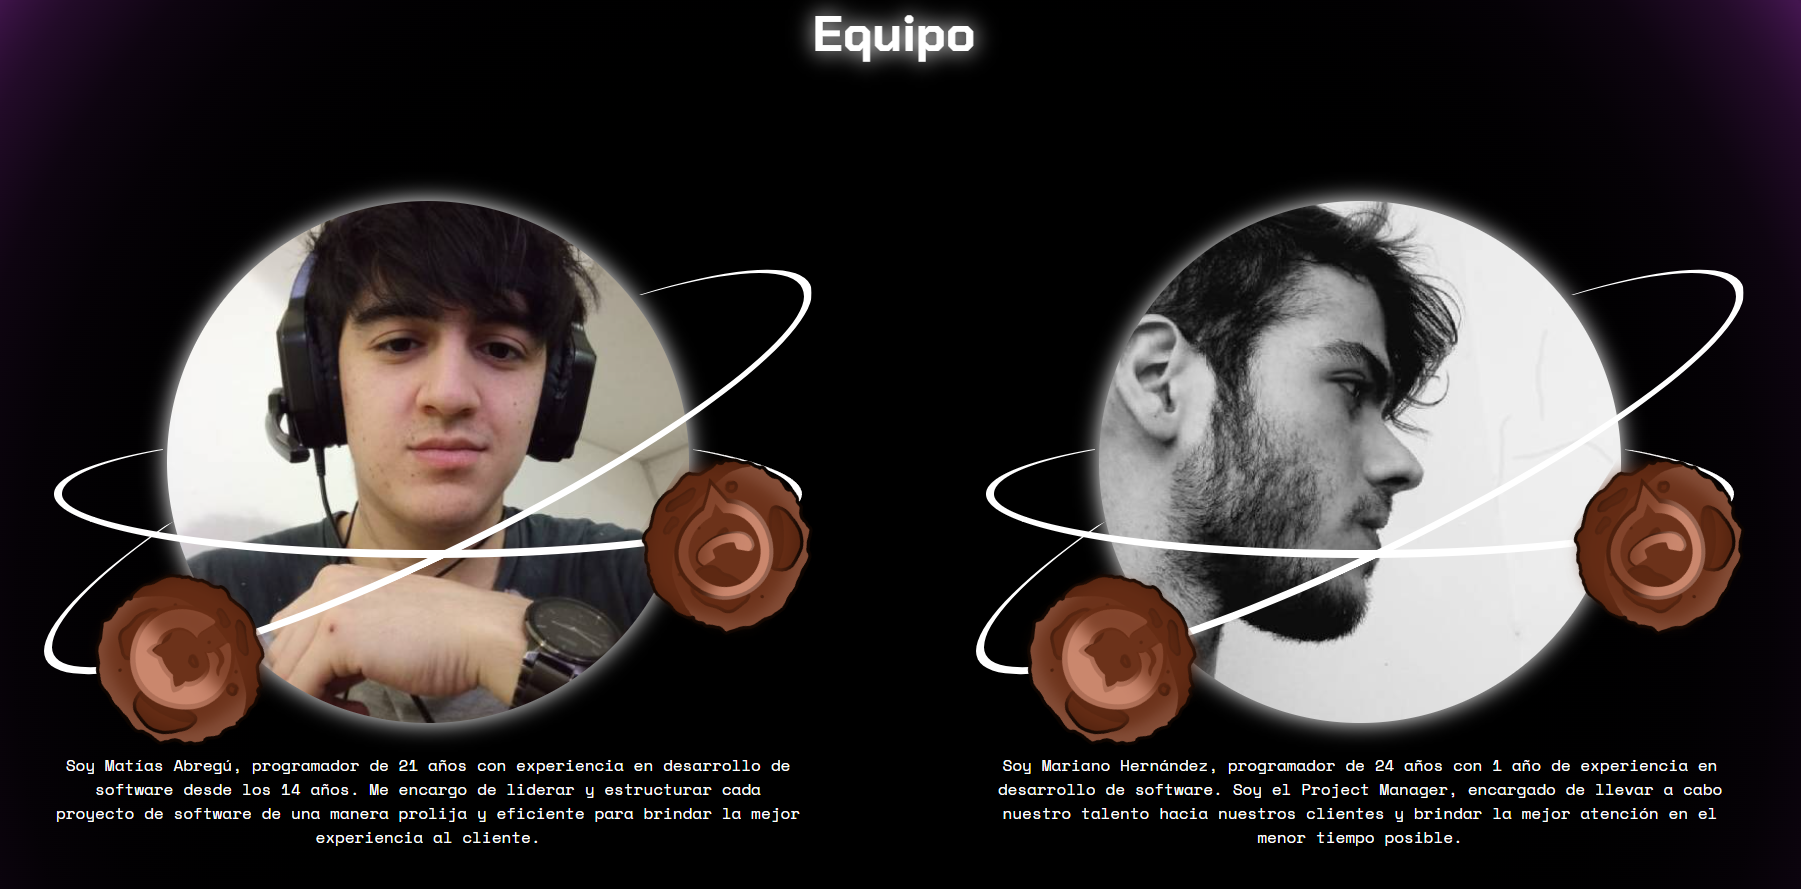 Equipo
Soy Matías Abregú, programador de 21 años con experiencia en desarrollo de
software desde los 14 años. Me encargo de liderar y estructurar cada
proyecto de software de una manera prolija y eficiente para brindar la mejor
experiencia al cliente.
Soy Mariano Hernández, programador de 24 años con 1 año de experiencia en
desarrollo de software. Soy el Project Manager, encargado de llevar a cabo
nuestro talento hacia nuestros clientes y brindar la mejor atención en el
menor tiempo posible.